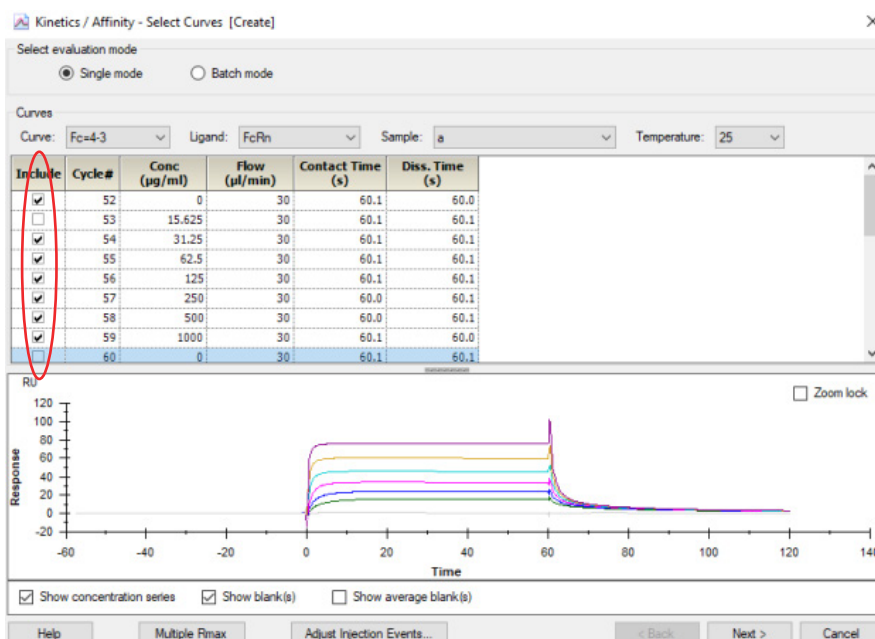 Kinetics / Affinity - Select Curves [Create]
Select evaluation mode
Single mode Batch mode
Curves
Curve: Fc=4-3 Ligand: FcRn Sample: a Temperature: 25
Include Cycle# Conc (µg/ml) Flow (µl/min) Contact Time (s) Diss. Time (s)
52 0 30 60.1 60.0
53 15.625 30 60.1 60.1
54 31.25 30 60.1 60.1
55 62.5 30 60.1 60.1
56 125 30 60.1 60.1
57 250 30 60.0 60.1
58 500 30 60.0 60.1
59 1000 30 60.1 60.0
60 0 30 60.1 60.1
RU
Zoom lock
120
100
80
60
40
20
0
-20
Response
-60 -40 -20 0 20 40 60 80 100 120 140
Time
Show concentration series Show blank(s) Show average blank(s)
Help Multiple Rmax Adjust Injection Events... < Back Next > Cancel